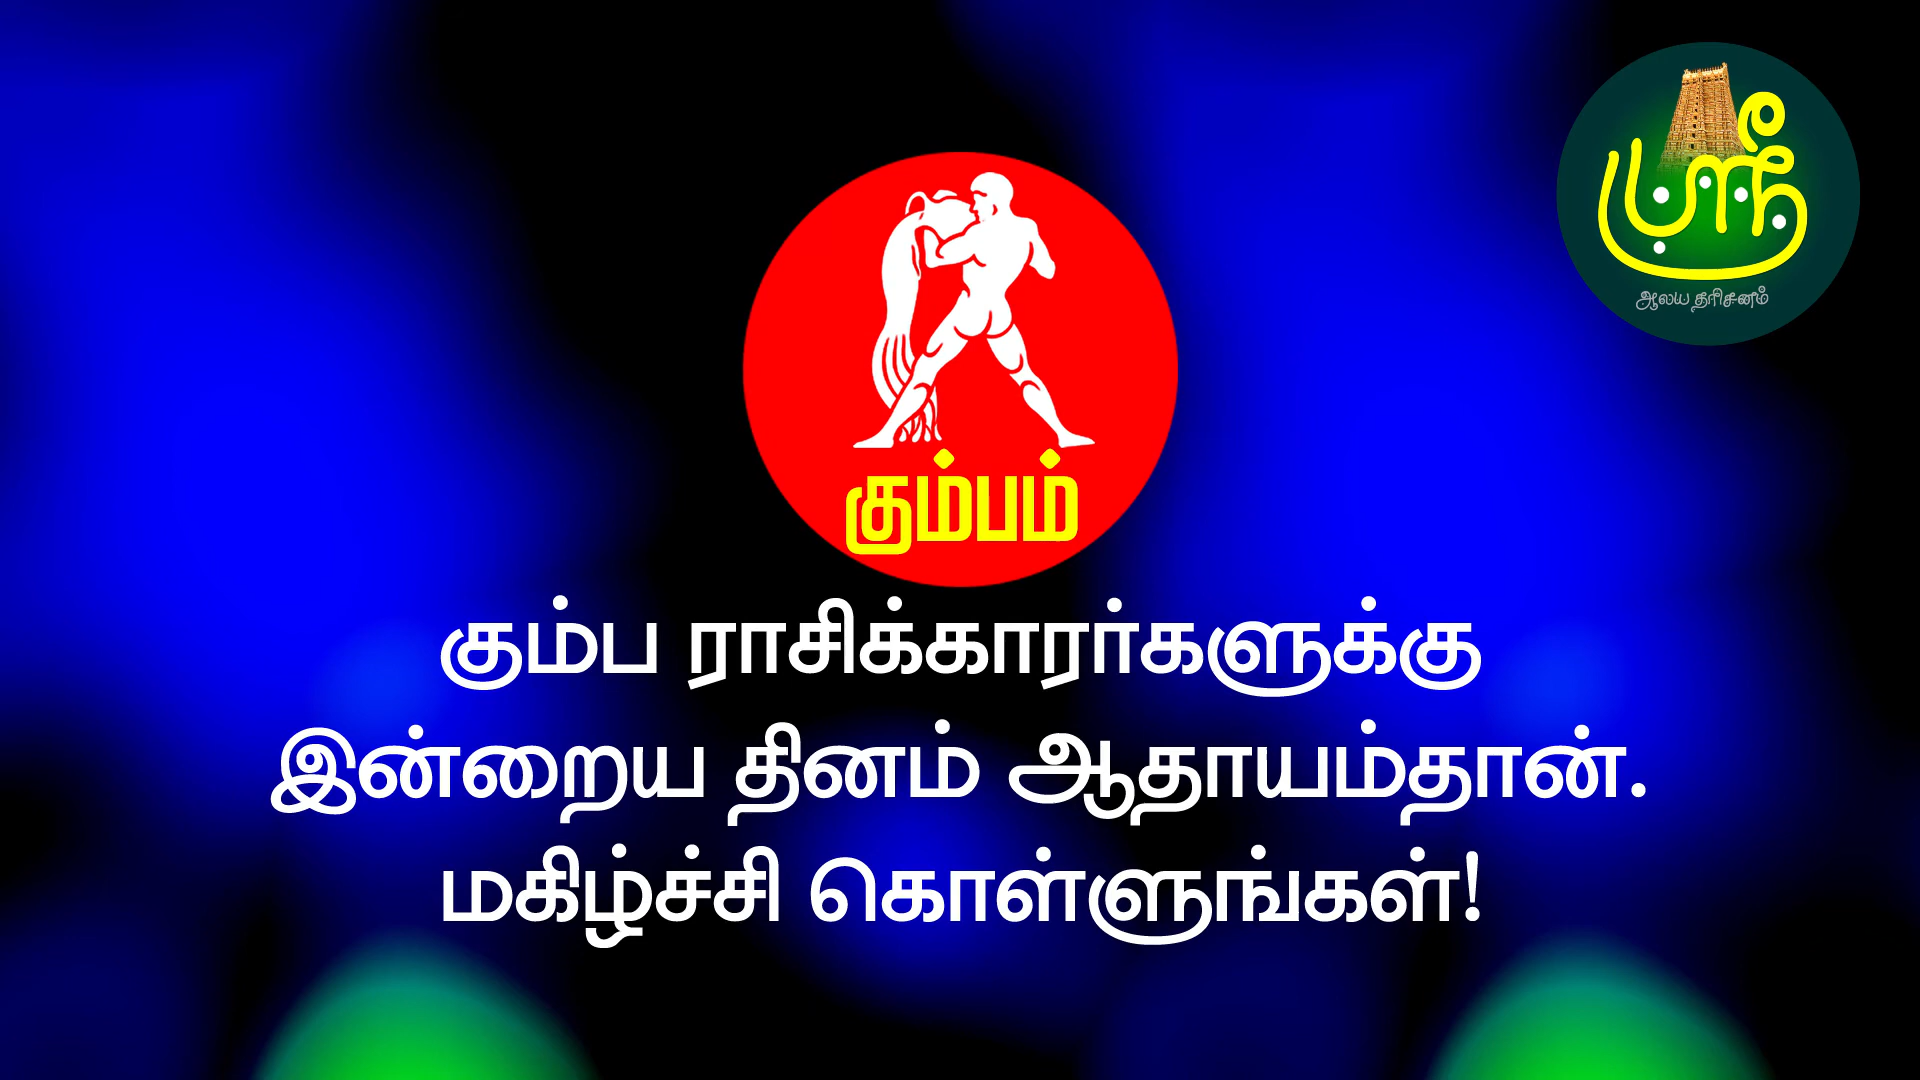 ஸ்ரீ
ஆலய தரிசனம்
கும்பம்
கும்ப ராசிக்காரர்களுக்கு
இன்றைய தினம் ஆதாயம்தான்.
மகிழ்ச்சி கொள்ளுங்கள்!